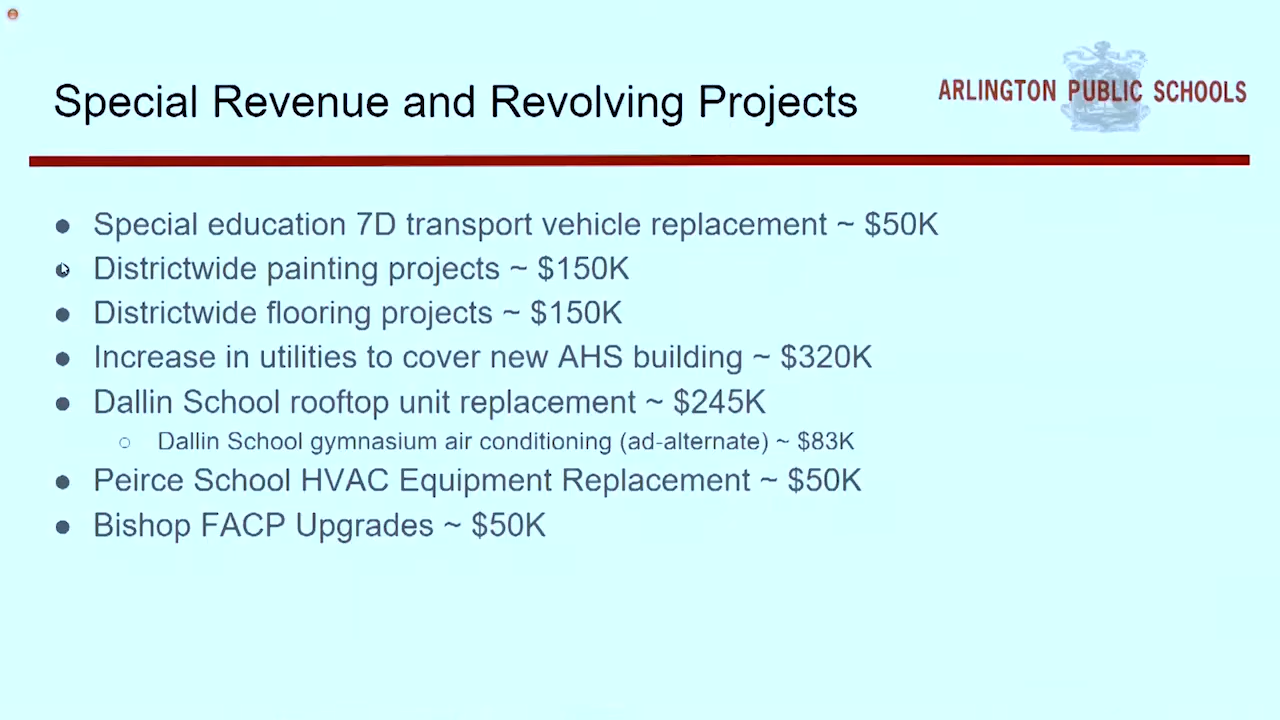 Special Revenue and Revolving Projects
ARLINGTON PUBLIC SCHOOLS
● Special education 7D transport vehicle replacement ~ $50K
● Districtwide painting projects ~ $150K
● Districtwide flooring projects ~ $150K
● Increase in utilities to cover new AHS building ~ $320K
● Dallin School rooftop unit replacement ~ $245K
○ Dallin School gymnasium air conditioning (ad-alternate) ~ $83K
● Peirce School HVAC Equipment Replacement ~ $50K
● Bishop FACP Upgrades ~ $50K